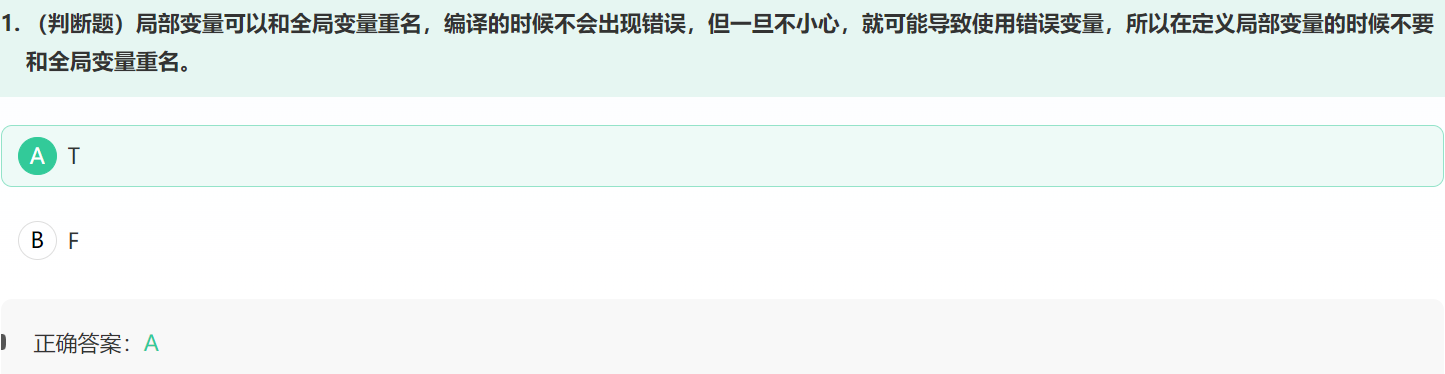 1. （判断题）局部变量可以和全局变量重名，编译的时候不会出现错误，但一旦不小心，就可能导致使用错误变量，所以在定义局部变量的时候不要
和全局变量重名。
A T
B F
正确答案：A